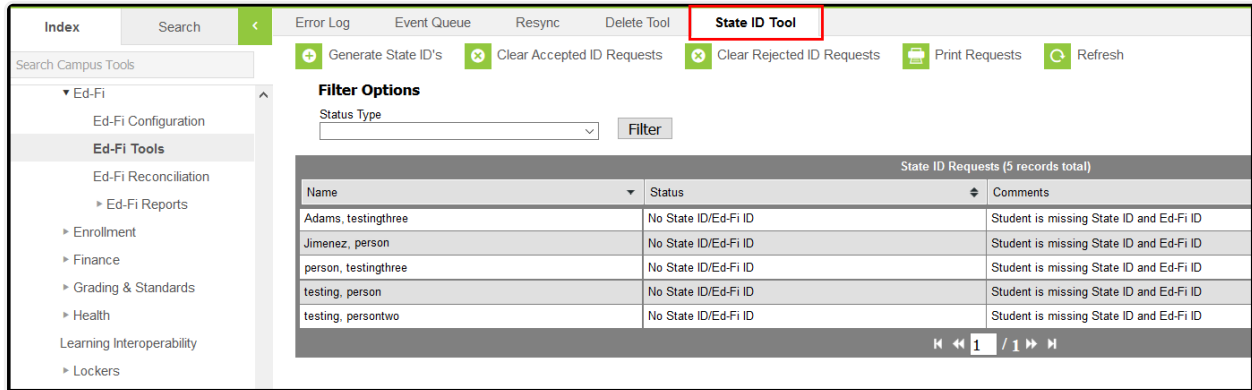 Index Search < Error Log Event Queue Resync Delete Tool State ID Tool
Search Campus Tools
Generate State ID's Clear Accepted ID Requests Clear Rejected ID Requests Print Requests Refresh
Ed-Fi
Ed-Fi Configuration
Ed-Fi Tools
Ed-Fi Reconciliation
Ed-Fi Reports
Enrollment
Finance
Grading & Standards
Health
Learning Interoperability
Lockers
Filter Options
Status Type
Filter
State ID Requests (5 records total)
Name Status Comments
Adams, testingthree No State ID/Ed-Fi ID Student is missing State ID and Ed-Fi ID
Jimenez, person No State ID/Ed-Fi ID Student is missing State ID and Ed-Fi ID
person, testingthree No State ID/Ed-Fi ID Student is missing State ID and Ed-Fi ID
testing, person No State ID/Ed-Fi ID Student is missing State ID and Ed-Fi ID
testing, persontwo No State ID/Ed-Fi ID Student is missing State ID and Ed-Fi ID
1 / 1